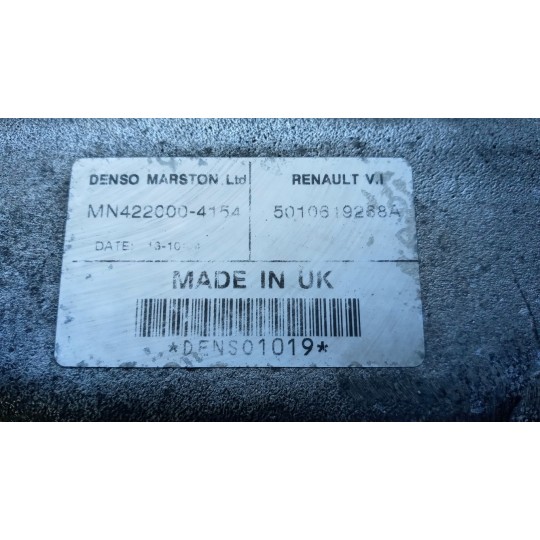 DENSO MARSTON Ltd RENAULT V.I
MN422000-4154 5010619268A
DATE:
MADE IN UK
*DENSO1019*